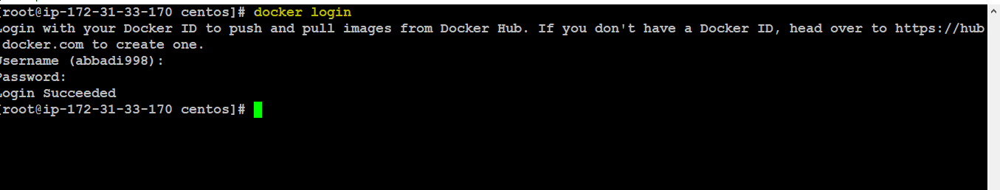 [root@ip-172-31-33-170 centos]# docker login
Login with your Docker ID to push and pull images from Docker Hub. If you don't have a Docker ID, head over to https://hub
.docker.com to create one.
Username (abbadi998):
Password:
Login Succeeded
[root@ip-172-31-33-170 centos]#